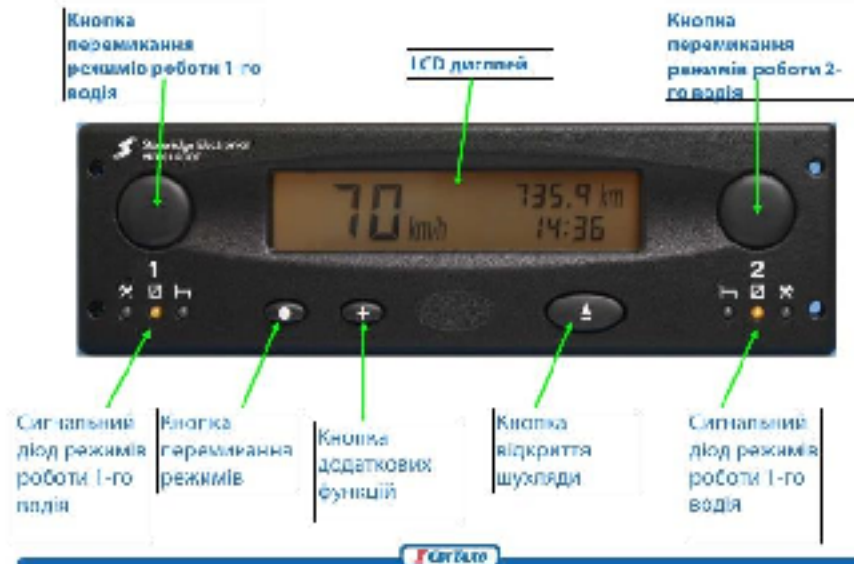 Кнопка
перемикання
режимів роботи 1-го
водія
LCD дисплей
Кнопка
перемикання
режимів роботи 2-
го водія
Stoneridge Electronics
70 km/h
735.9 km
14:36
1
2
Сигнальний
діод режимів
роботи 1-го
водія
Кнопка
перемикання
режимів
Кнопка
додаткових
функцій
Кнопка
відкриття
шухляди
Сигнальний
діод режимів
роботи 1-го
водія